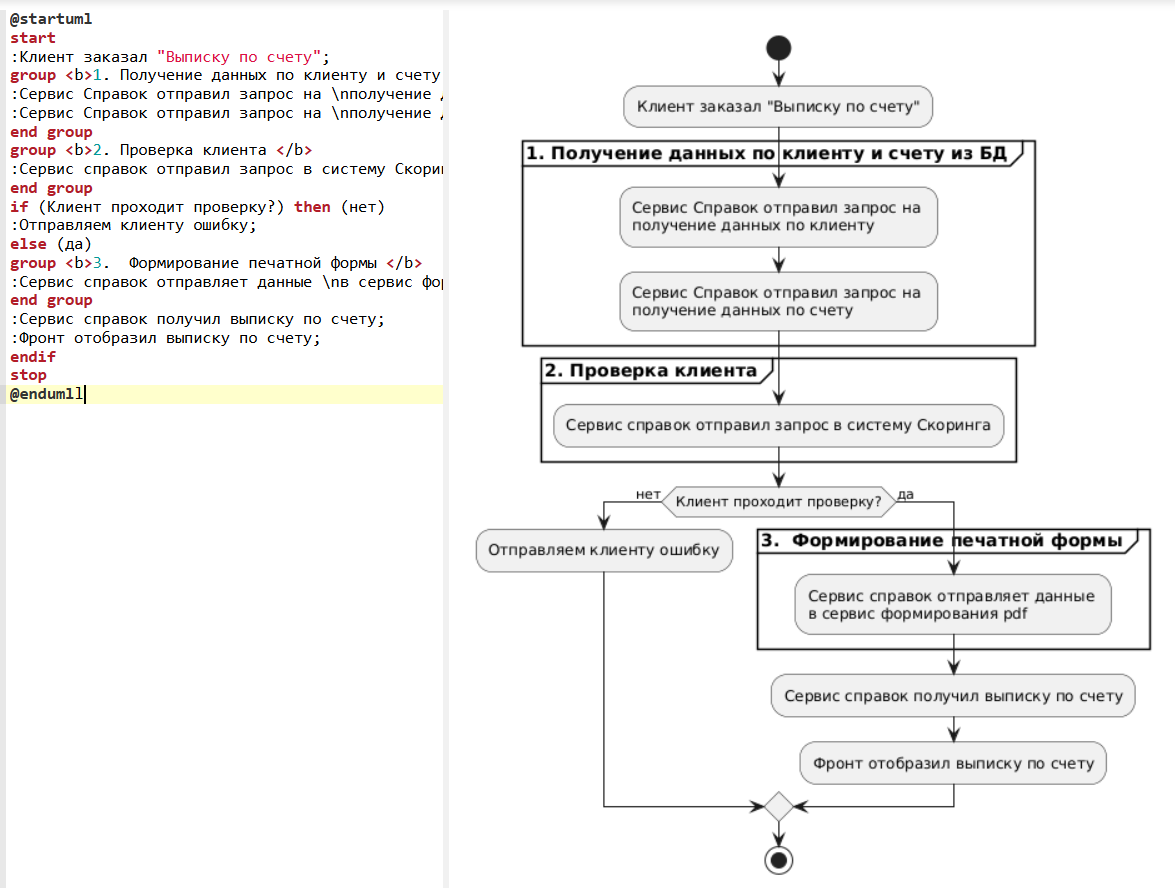 @startuml
start
:Клиент заказал "Выписку по счету";
group <b>1. Получение данных по клиенту и счету
:Сервис Справок отправил запрос на \nполучение
:Сервис Справок отправил запрос на \nполучение
end group
group <b>2. Проверка клиента </b>
:Сервис справок отправил запрос в систему Скори
end group
if (Клиент проходит проверку?) then (нет)
:Отправляем клиенту ошибку;
else (да)
group <b>3.  Формирование печатной формы </b>
:Сервис справок отправляет данные \nв сервис фор
end group
:Сервис справок получил выписку по счету;
:Фронт отобразил выписку по счету;
endif
stop
@enduml
Клиент заказал "Выписку по счету"
1. Получение данных по клиенту и счету из БД
Сервис Справок отправил запрос на
получение данных по клиенту
Сервис Справок отправил запрос на
получение данных по счету
2. Проверка клиента
Сервис справок отправил запрос в систему Скоринга
нет
Клиент проходит проверку?
да
Отправляем клиенту ошибку
3.  Формирование печатной формы
Сервис справок отправляет данные
в сервис формирования pdf
Сервис справок получил выписку по счету
Фронт отобразил выписку по счету